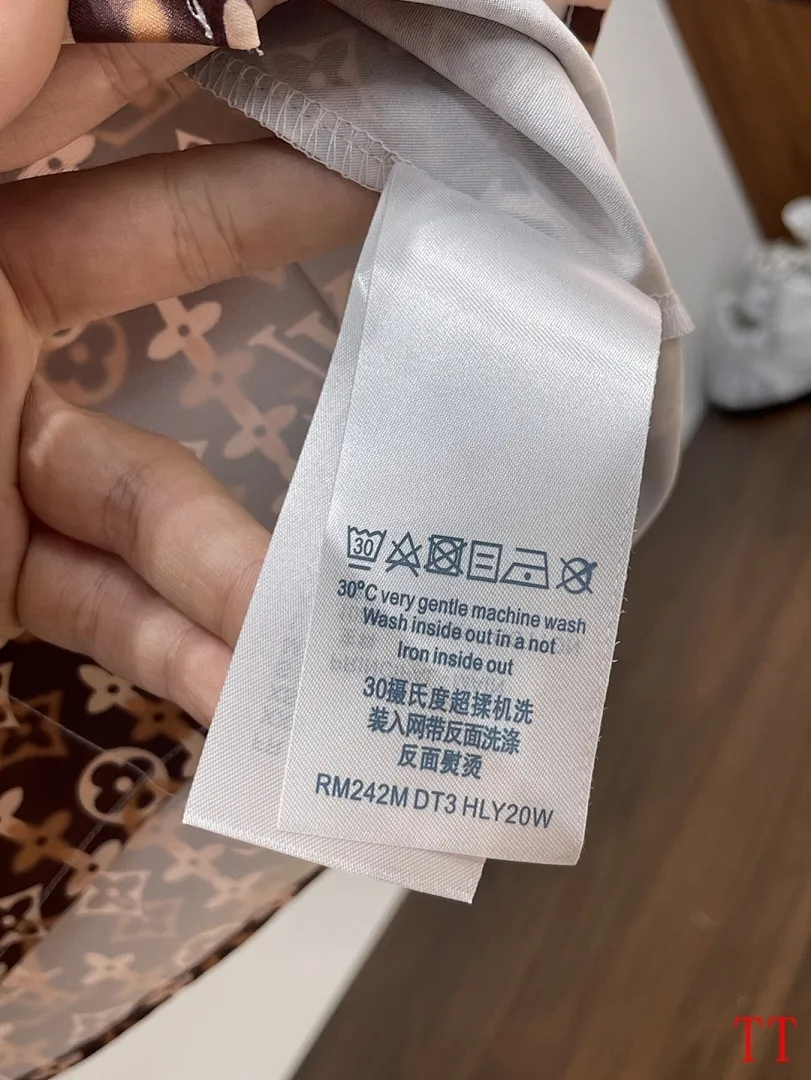 30
30°C very gentle machine wash
Wash inside out in a not
Iron inside out
30摄氏度超揉机洗
装入网带反面洗涤
反面熨烫
RM242M DT3 HLY20W
TT